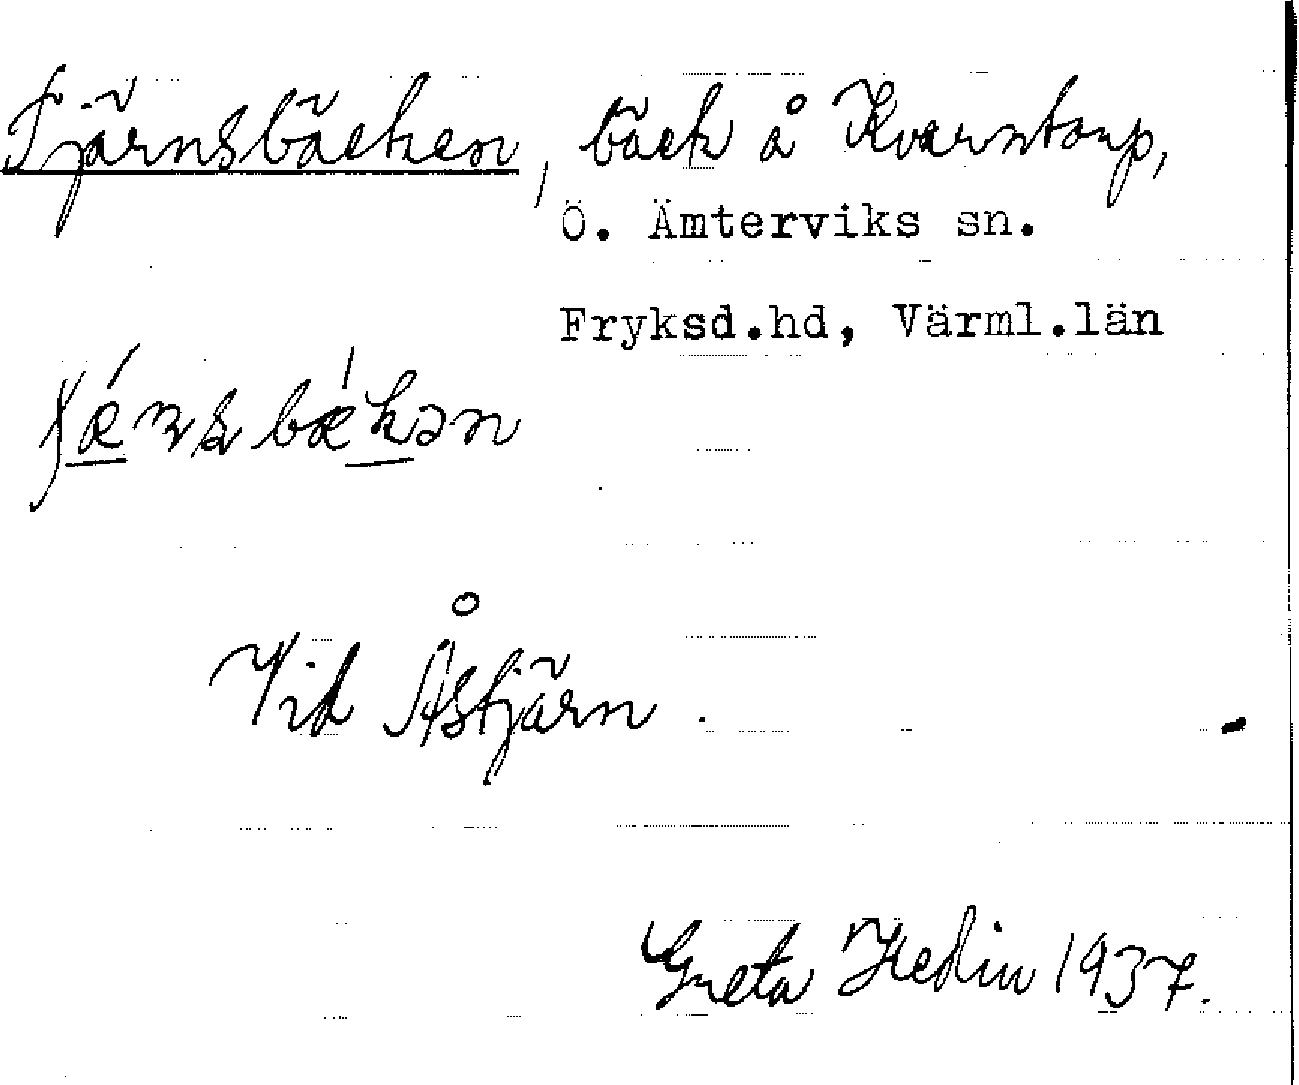 Tjärnsbäcken, bäck å Kvarntorp,
Ö. Ämterviks sn.
Fryksd.hd, Värml.län
Vid Åstjärn.
Greta Hedin 1937.